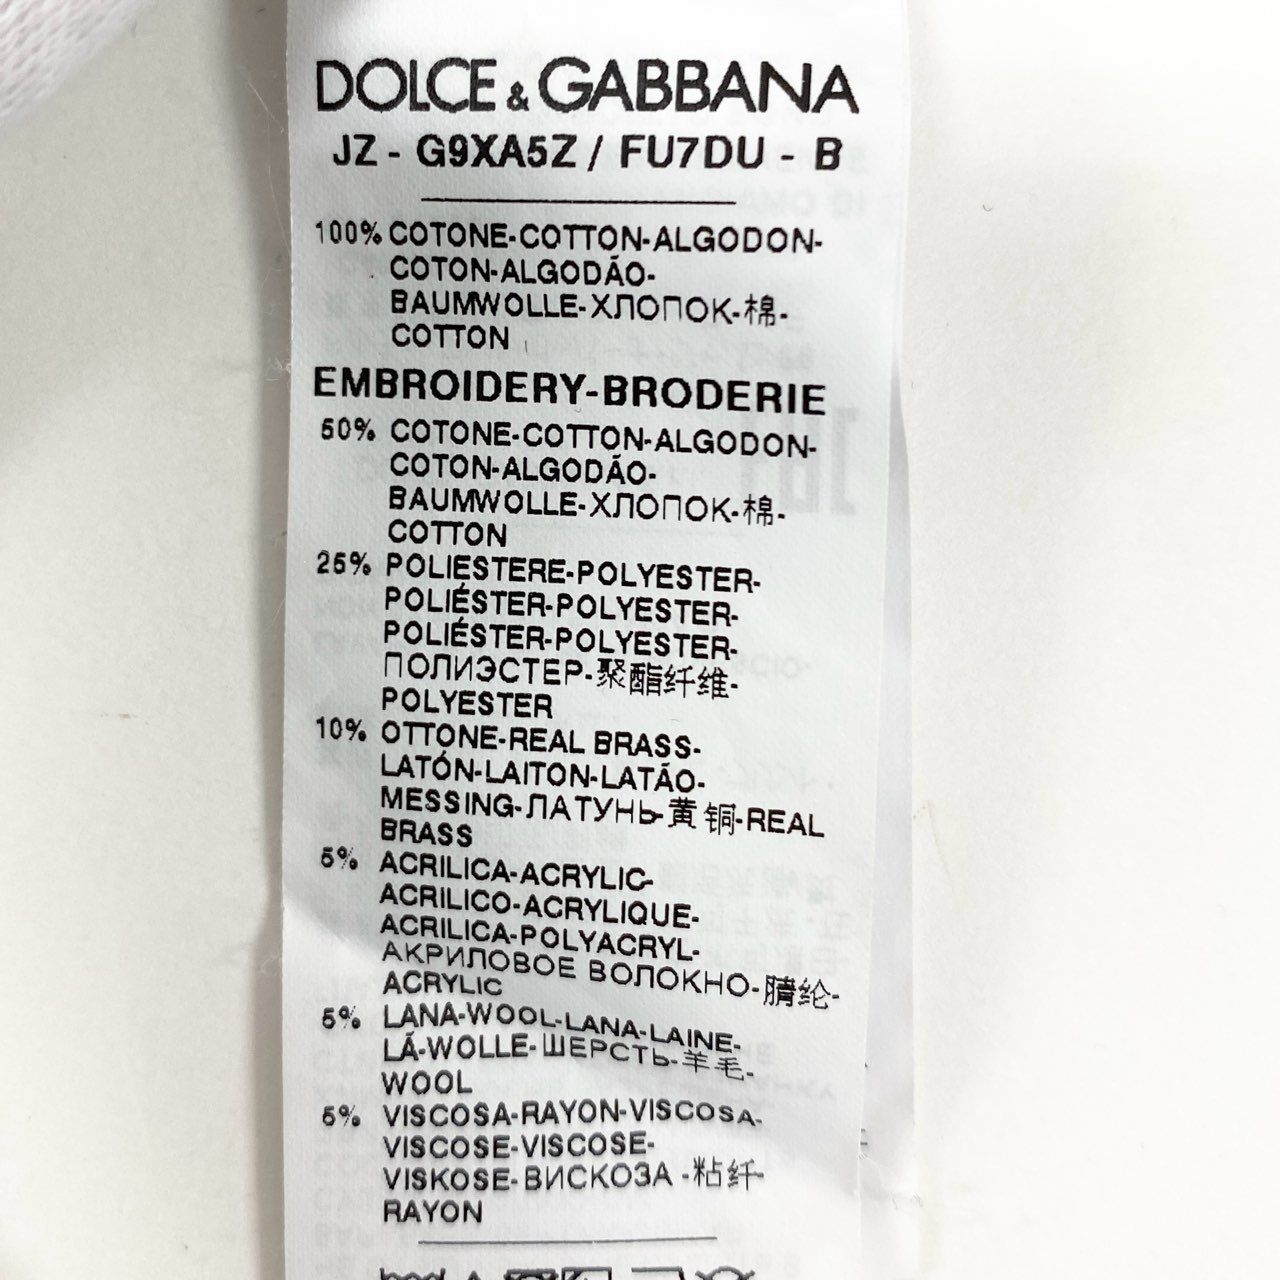 DOLCE & GABBANA
JZ - G9XA5Z / FU7DU - B
100% COTONE-COTTON-ALGODON-
COTON-ALGODÃO-
BAUMWOLLE-ХЛОПОК-棉-
COTTON
EMBROIDERY-BRODERIE
50% COTONE-COTTON-ALGODON-
COTON-ALGODÃO-
BAUMWOLLE-ХЛОПОК-棉-
COTTON
25% POLIESTERE-POLYESTER-
POLIÉSTER-POLYESTER-
POLIÉSTER-POLYESTER-
ПОЛИЭСТЕР-聚酯纤维-
POLYESTER
10% OTTONE-REAL BRASS-
LATÓN-LAITON-LATÃO-
MESSING-ЛАТУНЬ-黄铜-REAL
BRASS
5% ACRILICA-ACRYLIC-
ACRILICO-ACRYLIQUE-
ACRILICA-POLYACRYL-
АКРИЛОВОЕ ВОЛОКНО-腈纶-
ACRYLIC
5% LANA-WOOL-LANA-LAINE-
LÃ-WOLLE-ШЕРСТЬ-羊毛-
WOOL
5% VISCOSA-RAYON-VISCOSA-
VISCOSE-VISCOSE-
VISKOSE-ВИСКОЗА -粘纤-
RAYON